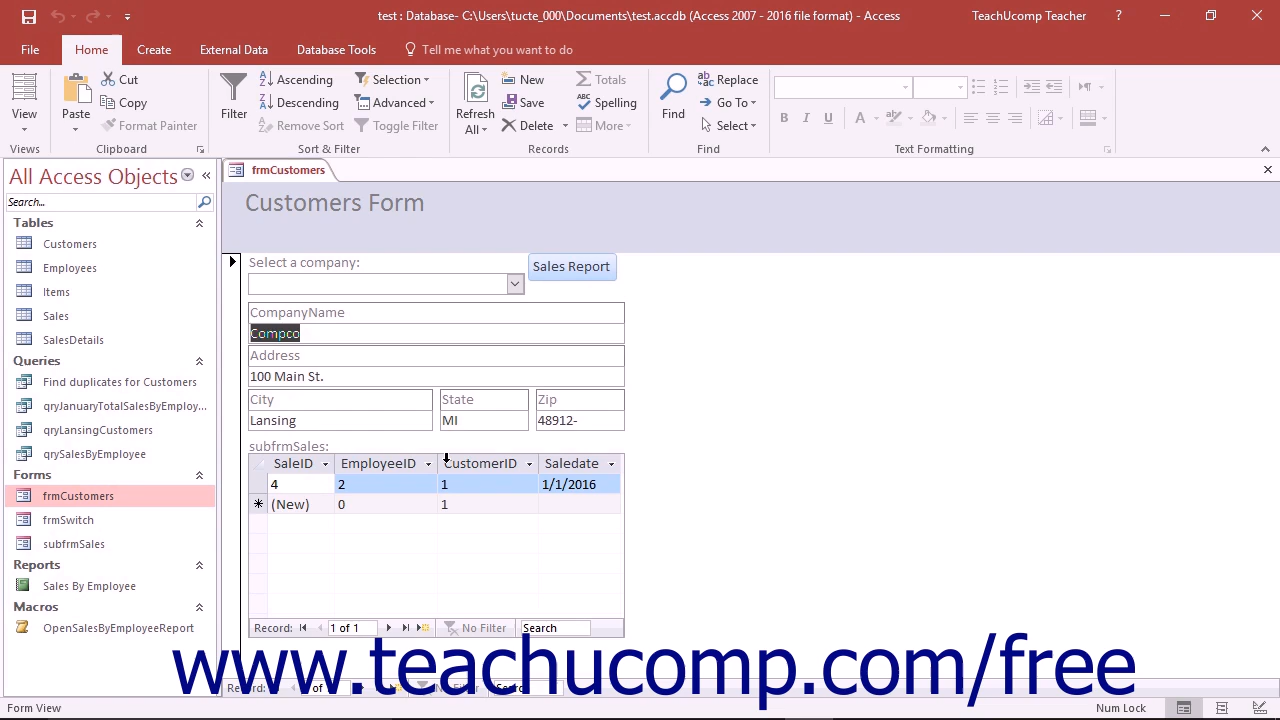 test : Database- C:\Users\tucte_000\Documents\test.accdb (Access 2007 - 2016 file format) - Access
TeachUcomp Teacher ?
File Home Create External Data Database Tools Tell me what you want to do
View
Views
Paste
Cut
Copy
Format Painter
Clipboard
Filter
Ascending
Descending
Remove Sort
Selection
Advanced
Toggle Filter
Sort & Filter
Refresh
All
New
Save
Delete
Totals
Spelling
More
Records
Find
Replace
Go To
Select
Find
B I U A
Text Formatting
All Access Objects «
Search...
Tables
Customers
Employees
Items
Sales
SalesDetails
Queries
Find duplicates for Customers
qryJanuaryTotalSalesByEmploy...
qryLansingCustomers
qrySalesByEmployee
Forms
frmCustomers
frmSwitch
subfrmSales
Reports
Sales By Employee
Macros
OpenSalesByEmployeeReport
frmCustomers
Customers Form
Select a company:
Sales Report
CompanyName
Compco
Address
100 Main St.
City State Zip
Lansing MI 48912-
subfrmSales:
SaleID EmployeeID CustomerID Saledate
4 2 1 1/1/2016
(New) 0 1
Record: 1 of 1 No Filter Search
www.teachucomp.com/free
Form View
Num Lock